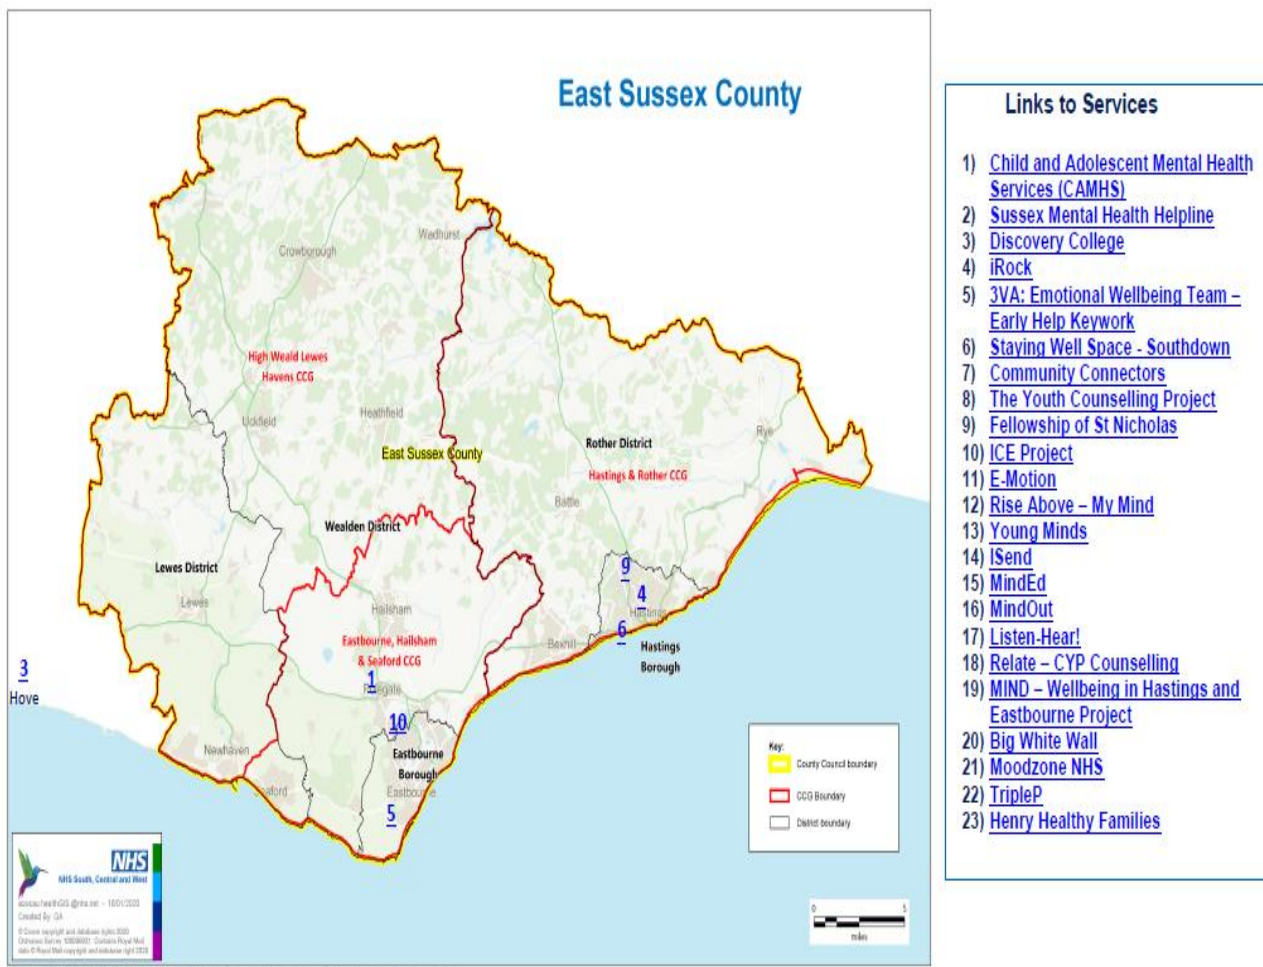 East Sussex County
Wadhurst
Crowborough
High Weald Lewes
Havens CCG
Uckfield
Heathfield
East Sussex County
Rother District
Rye
Hastings & Rother CCG
Battle
Wealden District
Lewes District
Lewes
9
4
Hastings
Hailsham
6
Bexhill
Hastings
Borough
Eastbourne, Hailsham
& Seaford CCG
3
Hove
1
Polegate
10
Newhaven
Eastbourne
Borough
Seaford
Eastbourne
5
Key:
County Council boundary
CCG Boundary
District boundary
0 5
miles
NHS
NHS South, Central and West
Created By: GA
Links to Services
1) Child and Adolescent Mental Health
Services (CAMHS)
2) Sussex Mental Health Helpline
3) Discovery College
4) iRock
5) 3VA: Emotional Wellbeing Team –
Early Help Keywork
6) Staying Well Space - Southdown
7) Community Connectors
8) The Youth Counselling Project
9) Fellowship of St Nicholas
10) ICE Project
11) E-Motion
12) Rise Above – My Mind
13) Young Minds
14) ISend
15) MindEd
16) MindOut
17) Listen-Hear!
18) Relate – CYP Counselling
19) MIND – Wellbeing in Hastings and
Eastbourne Project
20) Big White Wall
21) Moodzone NHS
22) TripleP
23) Henry Healthy Families